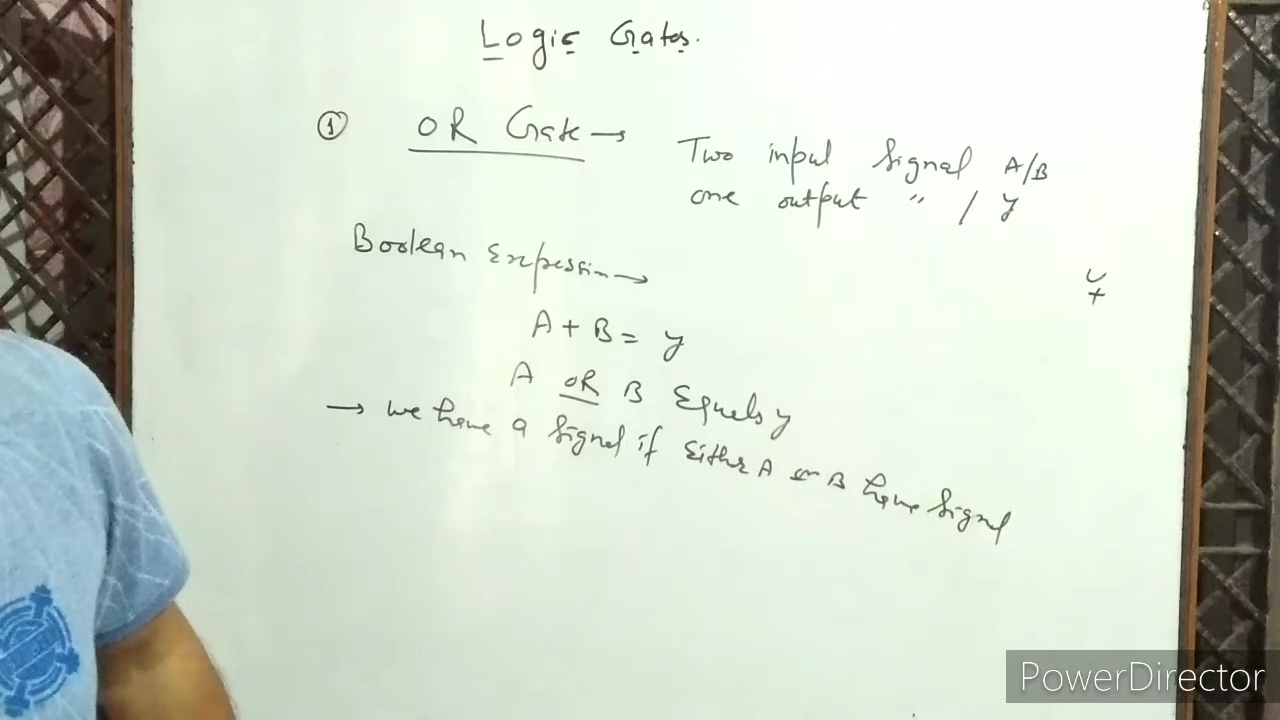 Logic Gates.
① OR Gate → Two input Signal A/B
one output " / y
Boolean Expression →
∪
+
A + B = y
A OR B Equals y
→ we have a signal if Either A or B have signal
PowerDirector